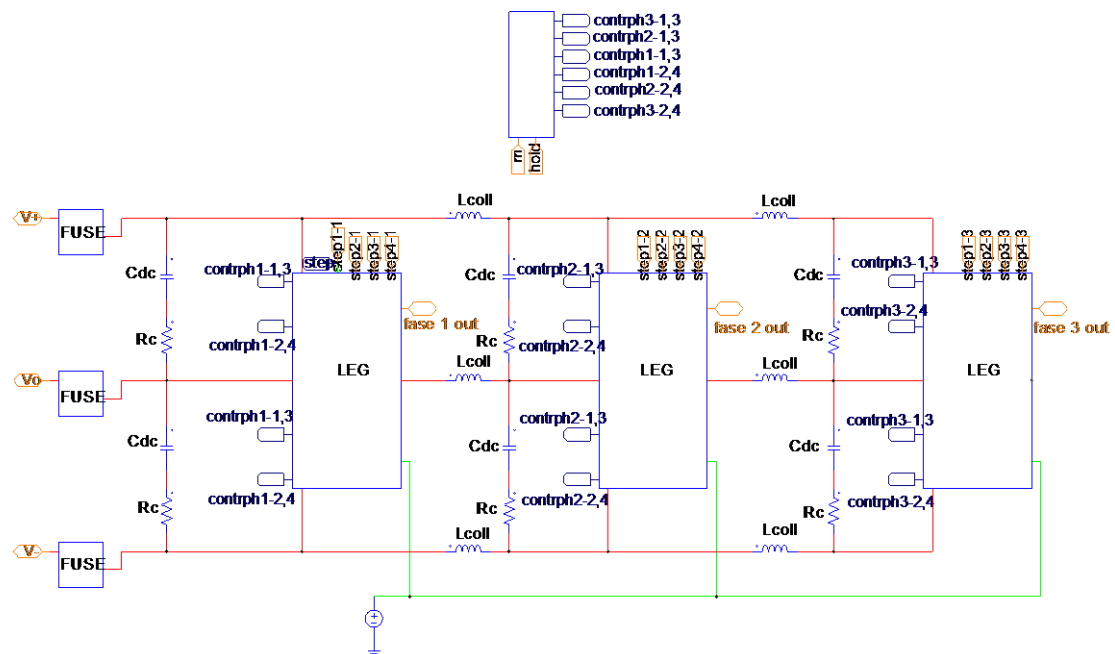 contrph3-1,3
contrph2-1,3
contrph1-1,3
contrph1-2,4
contrph2-2,4
contrph3-2,4
m
hold
V+
FUSE
Lcoll
Lcoll
step
step1-1
step2-1
step3-1
step4-1
step1-2
step2-2
step3-2
step4-2
step1-3
step2-3
step3-3
step4-3
Cdc
contrph1-1,3
Cdc
contrph2-1,3
Cdc
contrph3-1,3
fase 1 out
fase 2 out
fase 3 out
Rc
contrph1-2,4
Rc
contrph2-2,4
Rc
contrph3-2,4
LEG
LEG
LEG
Vo
FUSE
Lcoll
Lcoll
contrph1-1,3
Cdc
contrph2-1,3
Cdc
contrph3-1,3
Cdc
contrph1-2,4
Rc
contrph2-2,4
Rc
contrph3-2,4
Rc
Lcoll
Lcoll
V-
FUSE